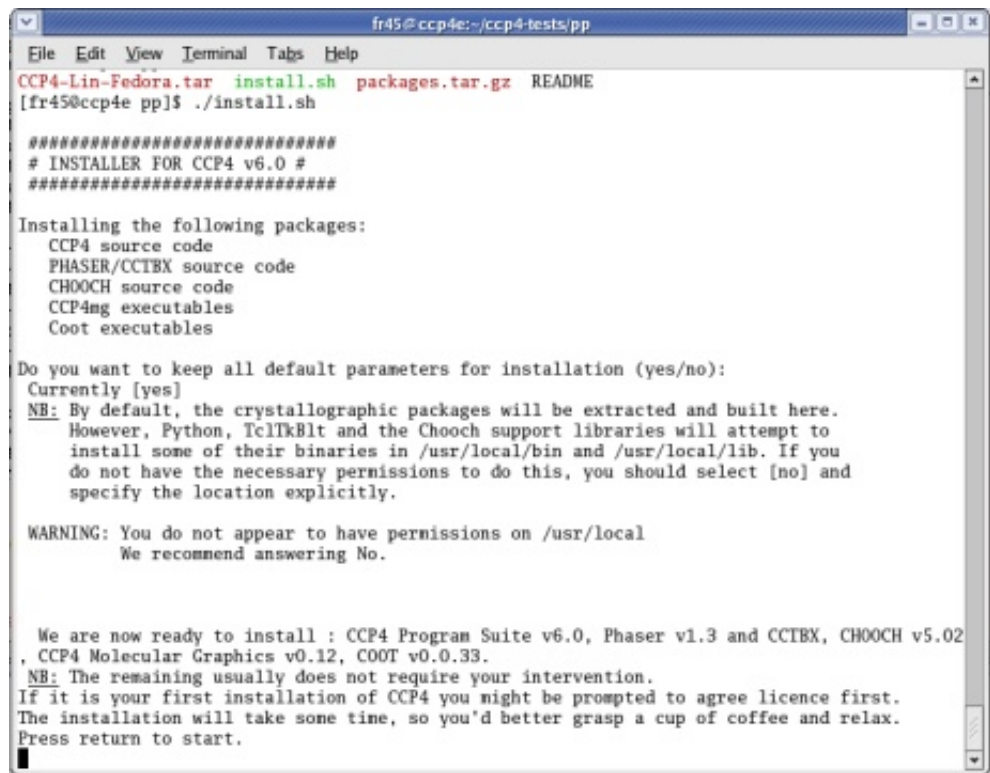 fr45@ccp4e:~/ccp4-tests/pp
File Edit View Terminal Tabs Help
CCP4-Lin-Fedora.tar install.sh packages.tar.gz README
[fr45@ccp4e pp]$ ./install.sh
##############################
# INSTALLER FOR CCP4 v6.0 #
##############################
Installing the following packages:
CCP4 source code
PHASER/CCTBX source code
CHOOCH source code
CCP4mg executables
Coot executables
Do you want to keep all default parameters for installation (yes/no):
Currently [yes]
NB: By default, the crystallographic packages will be extracted and built here.
However, Python, TclTkBlt and the Chooch support libraries will attempt to
install some of their binaries in /usr/local/bin and /usr/local/lib. If you
do not have the necessary permissions to do this, you should select [no] and
specify the location explicitly.
WARNING: You do not appear to have permissions on /usr/local
We recommend answering No.
We are now ready to install : CCP4 Program Suite v6.0, Phaser v1.3 and CCTBX, CHOOCH v5.02
, CCP4 Molecular Graphics v0.12, COOT v0.0.33.
NB: The remaining usually does not require your intervention.
If it is your first installation of CCP4 you might be prompted to agree licence first.
The installation will take some time, so you'd better grasp a cup of coffee and relax.
Press return to start.